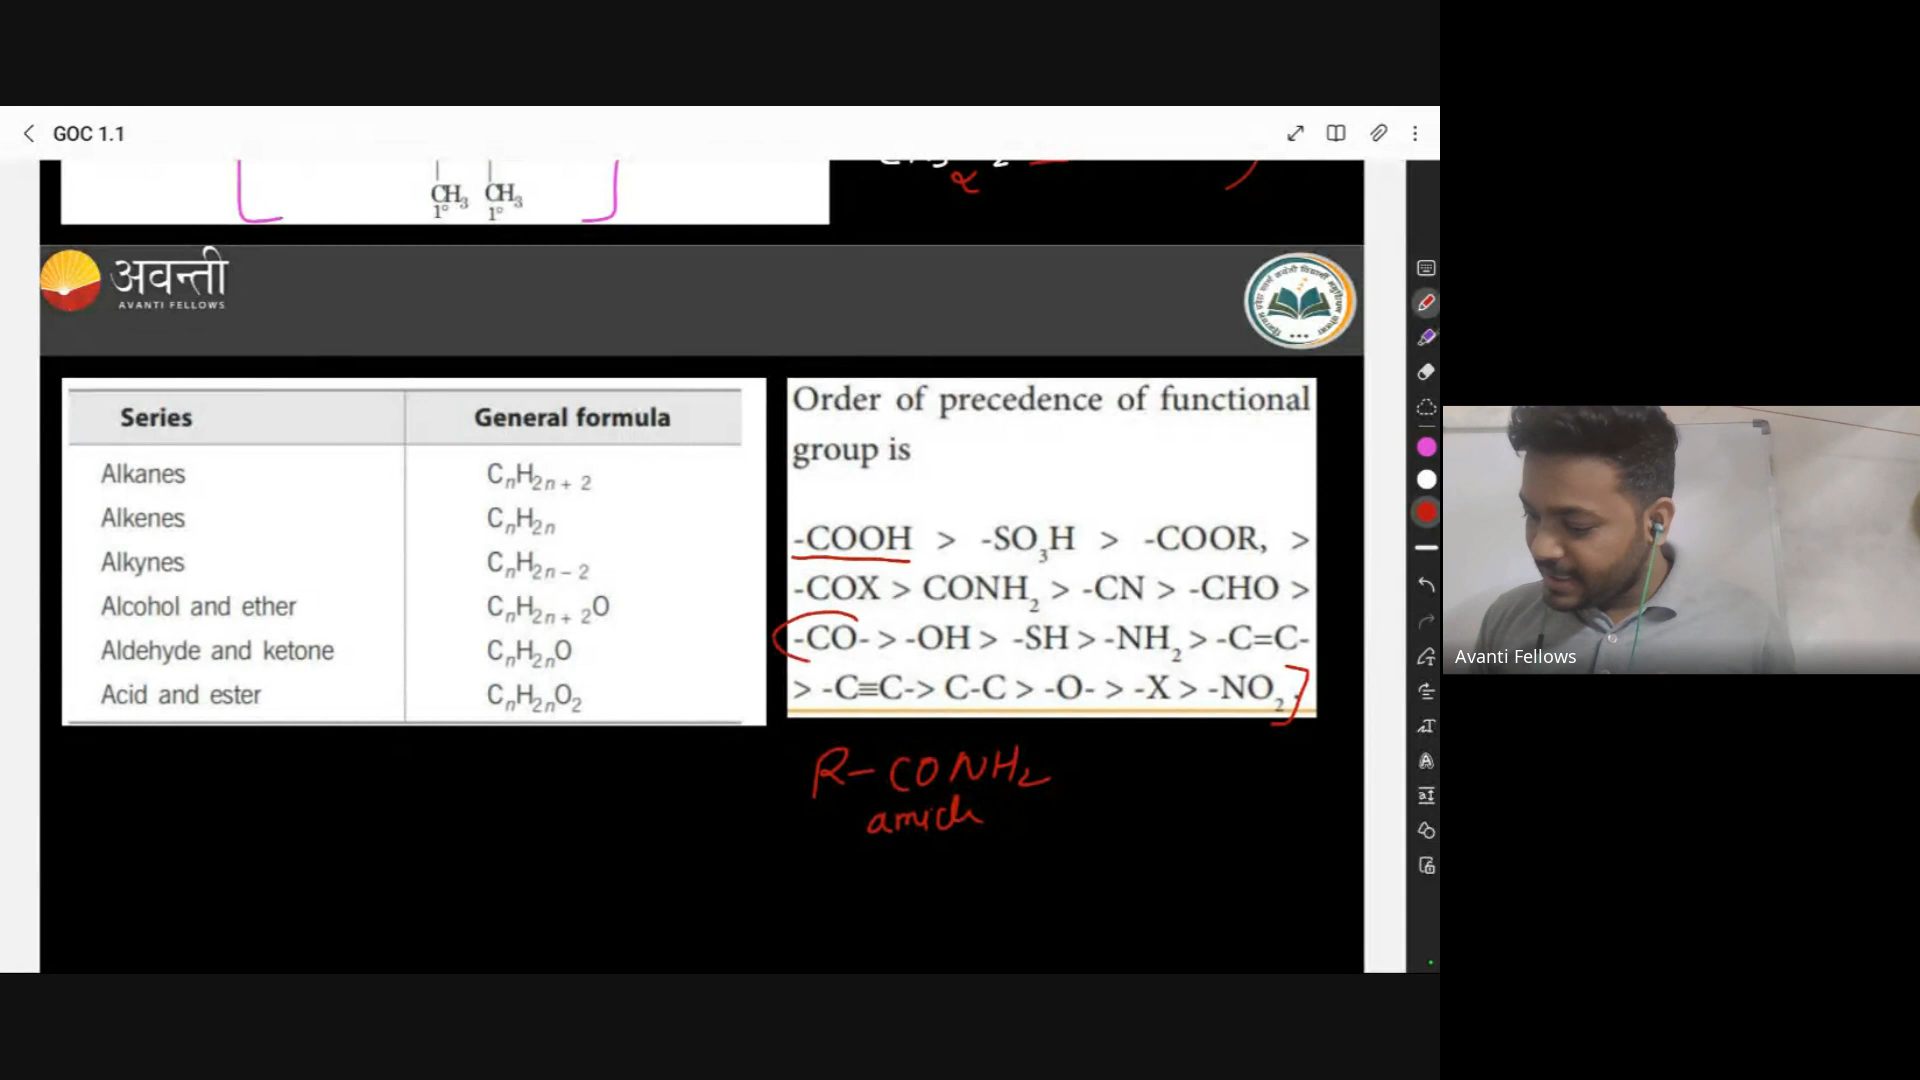 GOC 1.1
CH₃ CH₃
1° 1°
α
अवन्ती
AVANTI FELLOWS
Series General formula
Alkanes CₙH₂ₙ₊₂
Alkenes CₙH₂ₙ
Alkynes CₙH₂ₙ₋₂
Alcohol and ether CₙH₂ₙ₊₂O
Aldehyde and ketone CₙH₂ₙO
Acid and ester CₙH₂ₙO₂
Order of precedence of functional
group is
-COOH > -SO₃H > -COOR, >
-COX > CONH₂ > -CN > -CHO >
-CO- > -OH > -SH > -NH₂ > -C=C-
> -C≡C-> C-C > -O- > -X > -NO₂ .
R- CONH₂
Avanti Fellows